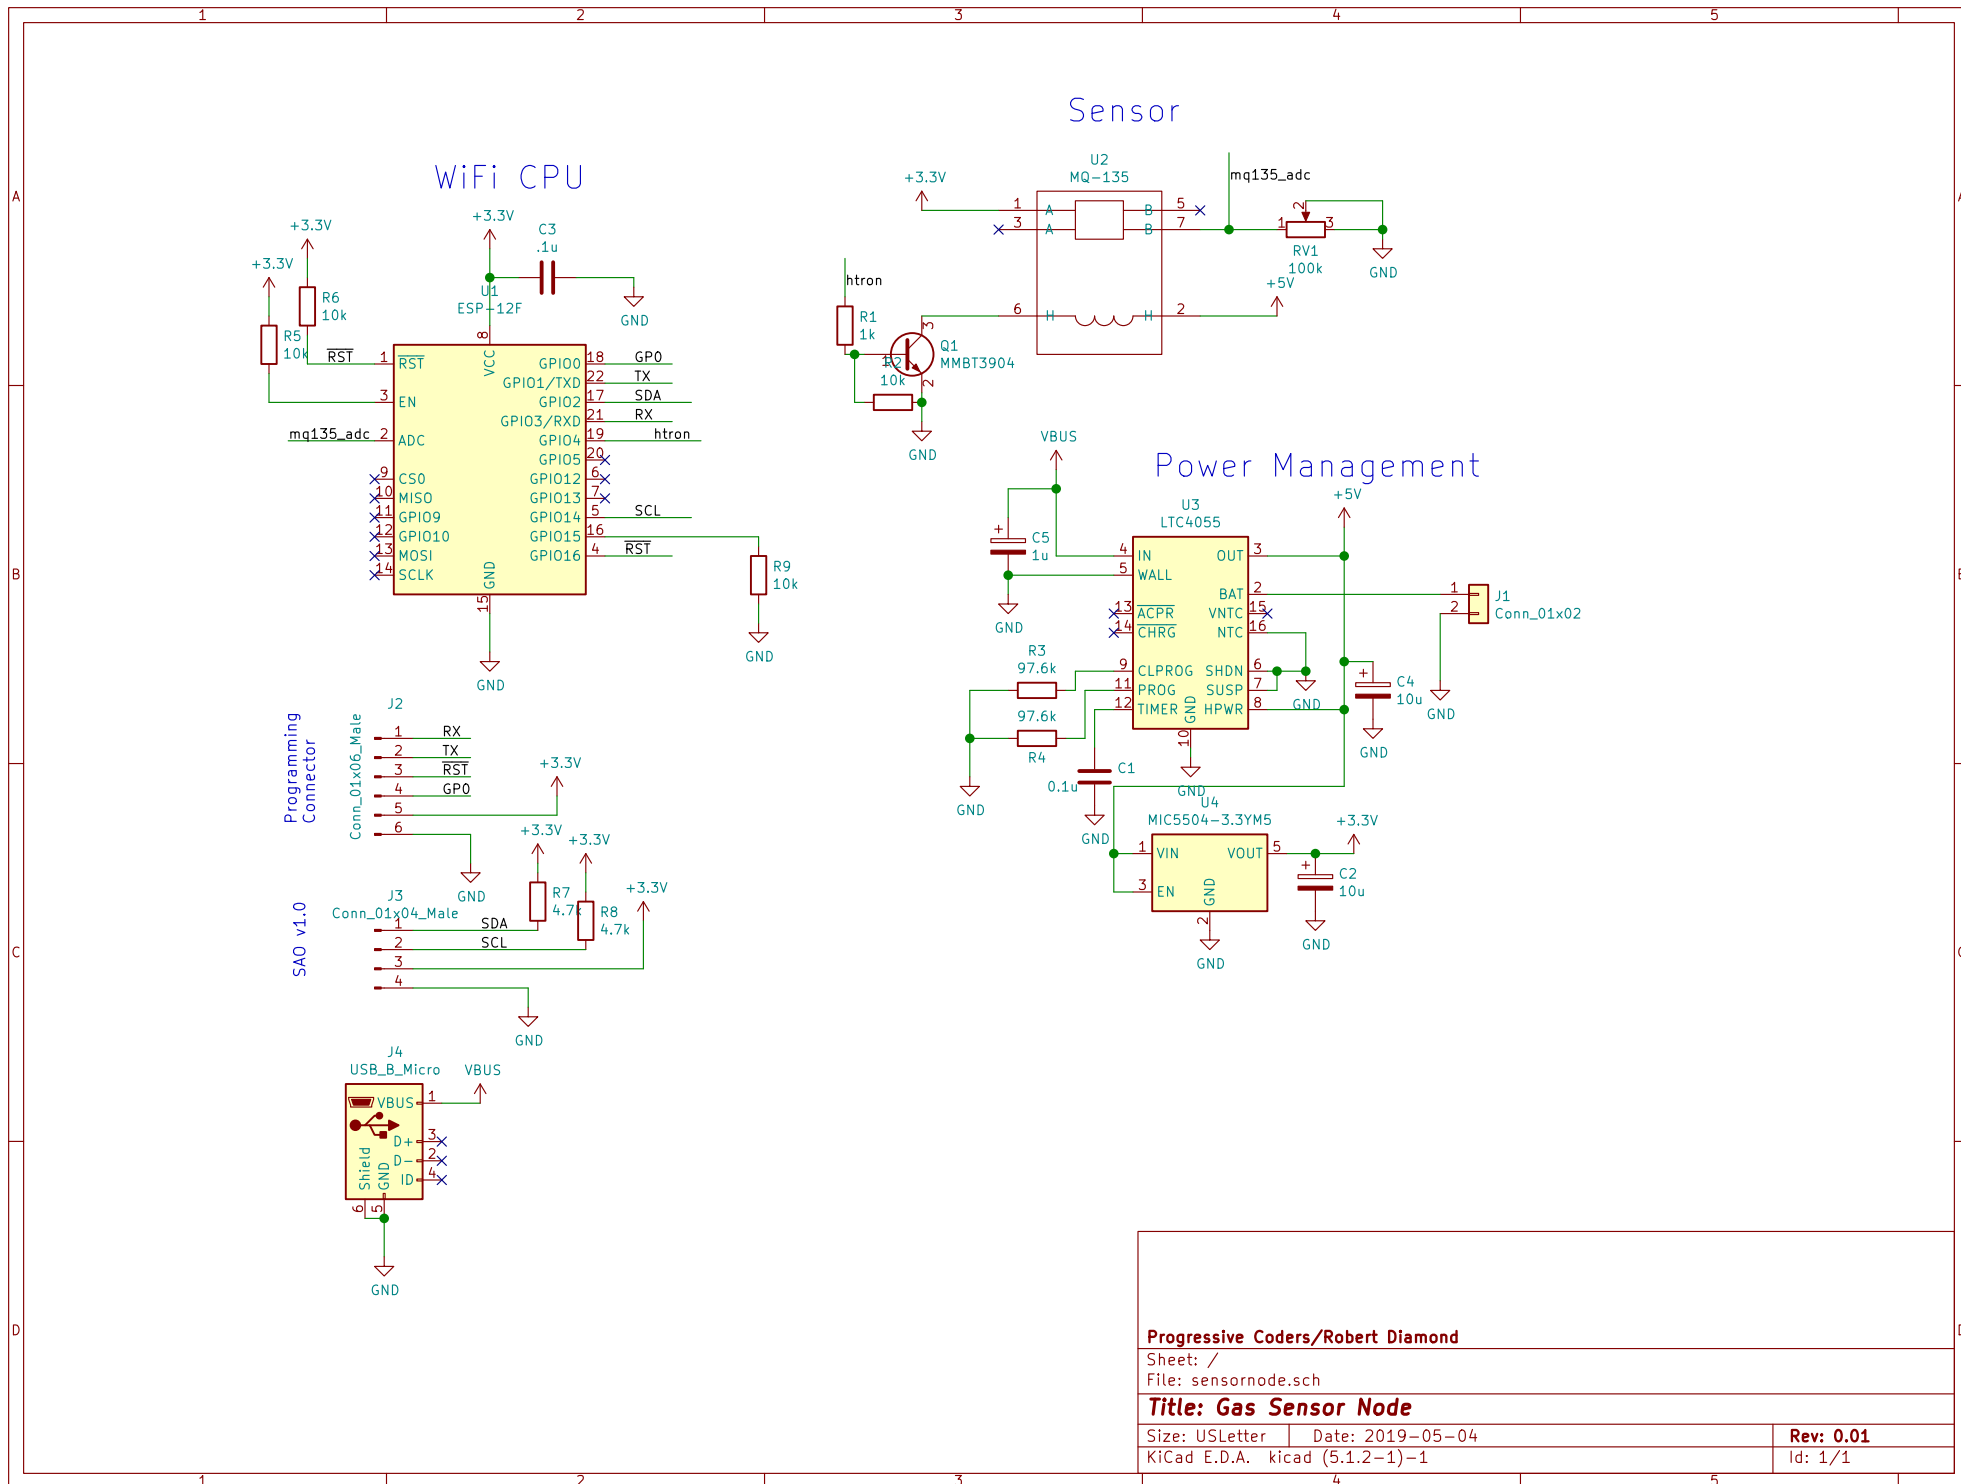 1 2 3 4 5
A
B
C
D
WiFi CPU
+3.3V
+3.3V
+3.3V
C3
.1u
GND
R6
10k
R5
10k
U1
ESP-12F
RST
1 RST
3 EN
mq135_adc
2 ADC
9 CS0
10 MISO
11 GPIO9
12 GPIO10
13 MOSI
14 SCLK
8
VCC
GND
15
GND
GPIO0 18 GP0
GPIO1/TXD 22 TX
GPIO2 17 SDA
GPIO3/RXD 21 RX
GPIO4 19 htron
GPIO5 20
GPIO12 6
GPIO13 7
GPIO14 5 SCL
GPIO15 16
GPIO16 4 RST
R9
10k
GND
Sensor
U2
MQ-135
+3.3V
1 A
3 A
B 5
B 7
6 H
H 2
mq135_adc
1 2 3
RV1
100k
GND
+5V
htron
R1
1k
R2
10k
1
3
2
Q1
MMBT3904
GND
Power Management
VBUS
C5
1u
GND
U3
LTC4055
4 IN
5 WALL
13 ACPR
14 CHRG
9 CLPROG
11 PROG
12 TIMER
OUT 3
BAT 2
VNTC 15
NTC 16
SHDN 6
SUSP 7
HPWR 8
GND
10
GND
+5V
1
2
J1
Conn_01x02
GND
GND
C4
10u
GND
R3
97.6k
97.6k
R4
GND
C1
0.1u
GND
U4
MIC5504-3.3YM5
1 VIN
3 EN
VOUT 5
GND
2
GND
+3.3V
C2
10u
GND
Programming
Connector
J2
Conn_01x06_Male
1 RX
2 TX
3 RST
4 GP0
5
6
+3.3V
GND
SAO v1.0
J3
Conn_01x04_Male
1 SDA
2 SCL
3
4
+3.3V
R7
4.7k
+3.3V
R8
4.7k
+3.3V
GND
J4
USB_B_Micro
VBUS
VBUS 1
D+ 3
D- 2
ID 4
Shield
GND
6
5
GND
Progressive Coders/Robert Diamond
Sheet: /
File: sensornode.sch
Title: Gas Sensor Node
Size: USLetter Date: 2019-05-04 Rev: 0.01
KiCad E.D.A. kicad (5.1.2-1)-1 Id: 1/1
1 2 3 4 5